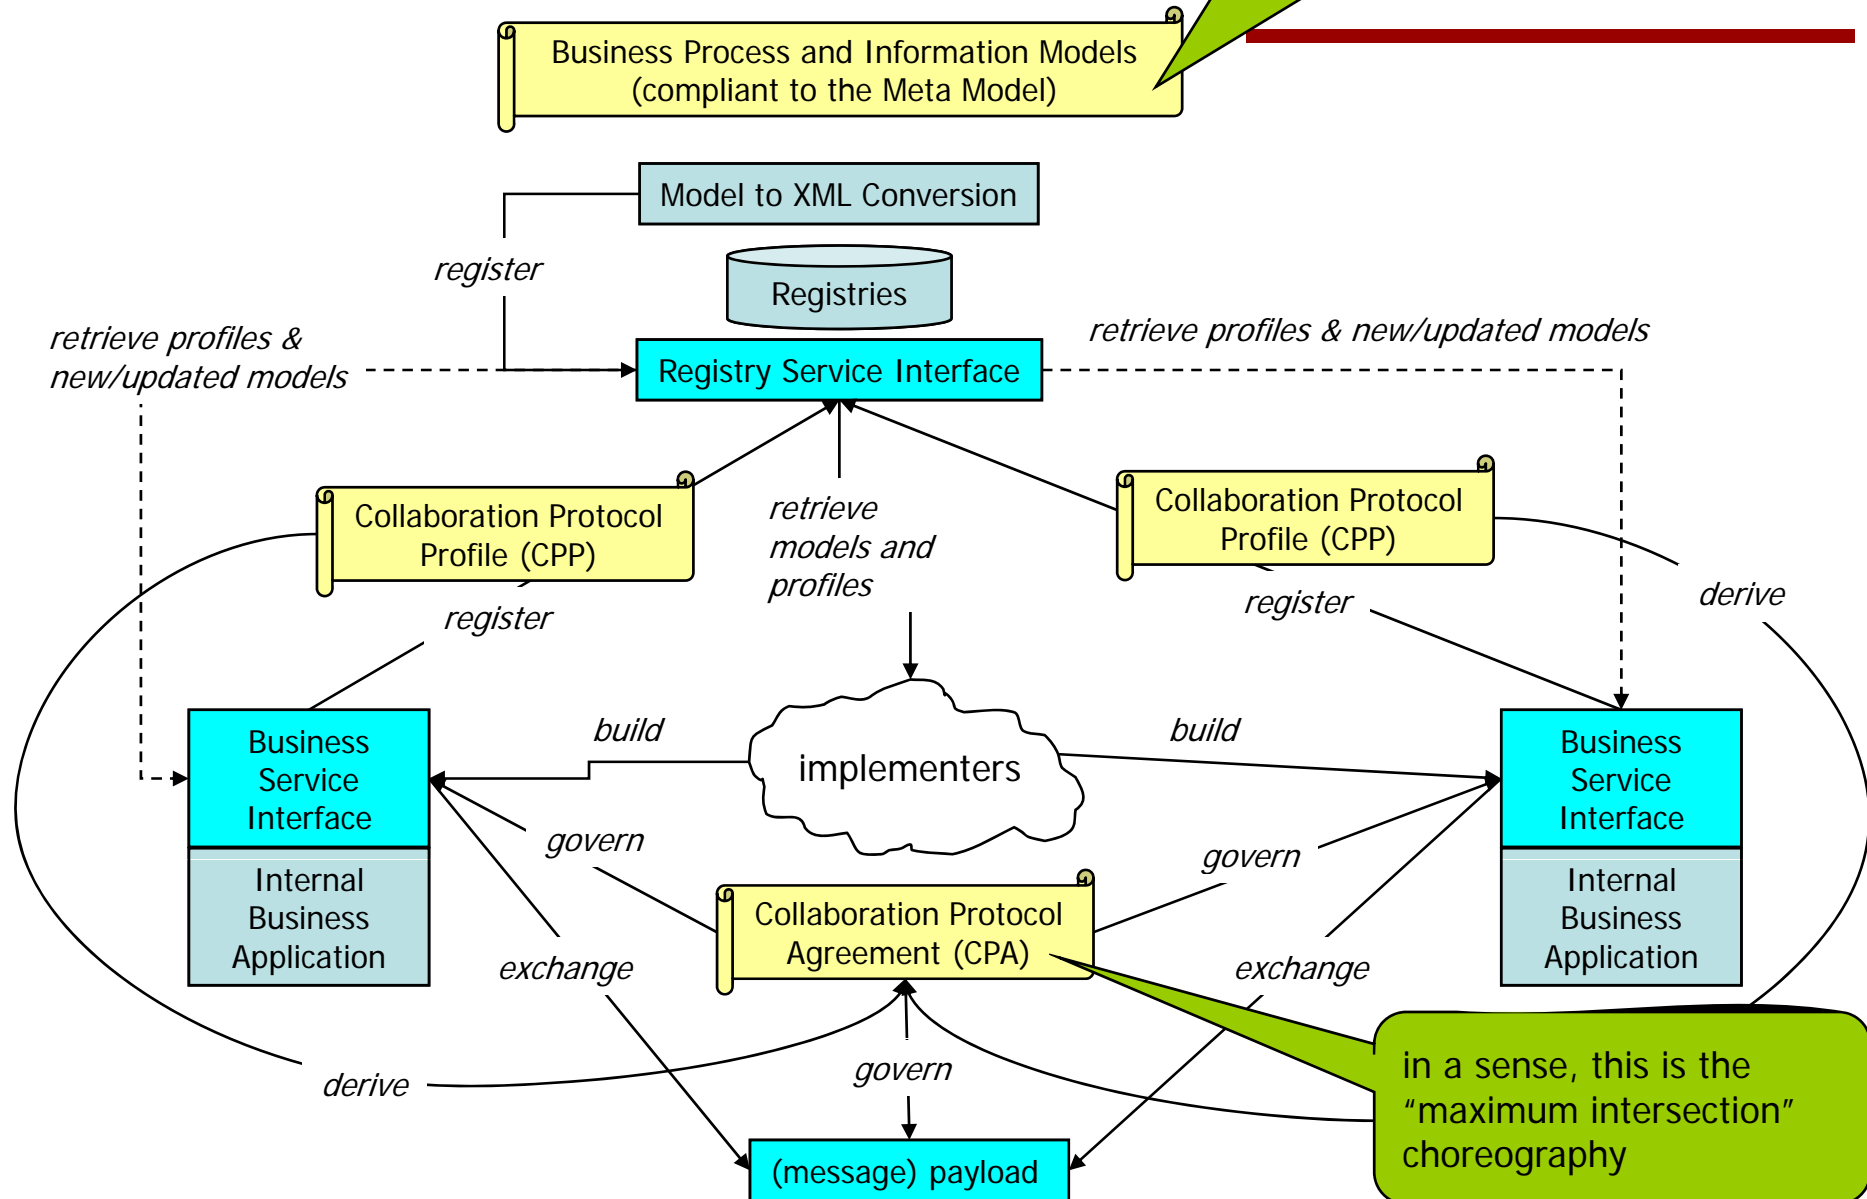 Business Process and Information Models
(compliant to the Meta Model)
Model to XML Conversion
register
Registries
retrieve profiles &
new/updated models
retrieve profiles & new/updated models
Registry Service Interface
Collaboration Protocol
Profile (CPP)
retrieve
models and
profiles
Collaboration Protocol
Profile (CPP)
register
register
derive
Business
Service
Interface
build
implementers
build
Business
Service
Interface
govern
govern
Internal
Business
Application
Collaboration Protocol
Agreement (CPA)
Internal
Business
Application
exchange
exchange
derive
govern
in a sense, this is the
"maximum intersection"
choreography
(message) payload